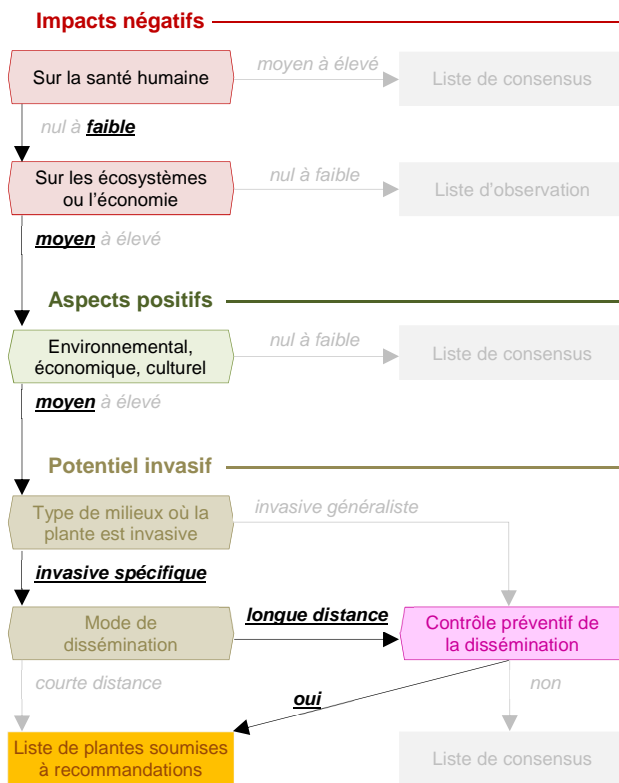 Impacts négatifs
Sur la santé humaine
moyen à élevé
Liste de consensus
nul à faible
Sur les écosystèmes
ou l'économie
nul à faible
Liste d'observation
moyen à élevé
Aspects positifs
Environnemental,
économique, culturel
nul à faible
Liste de consensus
moyen à élevé
Potentiel invasif
Type de milieux où la
plante est invasive
invasive généraliste
invasive spécifique
Mode de
dissémination
longue distance
Contrôle préventif de
la dissémination
courte distance
oui
non
Liste de plantes soumises
à recommandations
Liste de consensus